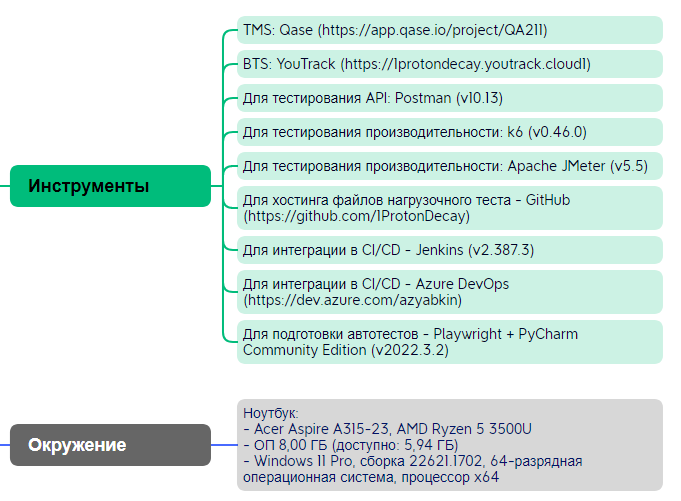 TMS: Qase (https://app.qase.io/project/QA211)
BTS: YouTrack (https://1protondecay.youtrack.cloud1)
Для тестирования API: Postman (v10.13)
Для тестирования производительности: k6 (v0.46.0)
Для тестирования производительности: Apache JMeter (v5.5)
Инструменты
Для хостинга файлов нагрузочного теста - GitHub
(https://github.com/1ProtonDecay)
Для интеграции в CI/CD - Jenkins (v2.387.3)
Для интеграции в CI/CD - Azure DevOps
(https://dev.azure.com/azyabkin)
Для подготовки автотестов - Playwright + PyCharm
Community Edition (v2022.3.2)
Окружение
Ноутбук:
- Acer Aspire A315-23, AMD Ryzen 5 3500U
- ОП 8,00 ГБ (доступно: 5,94 ГБ)
- Windows 11 Pro, сборка 22621.1702, 64-разрядная
операционная система, процессор x64